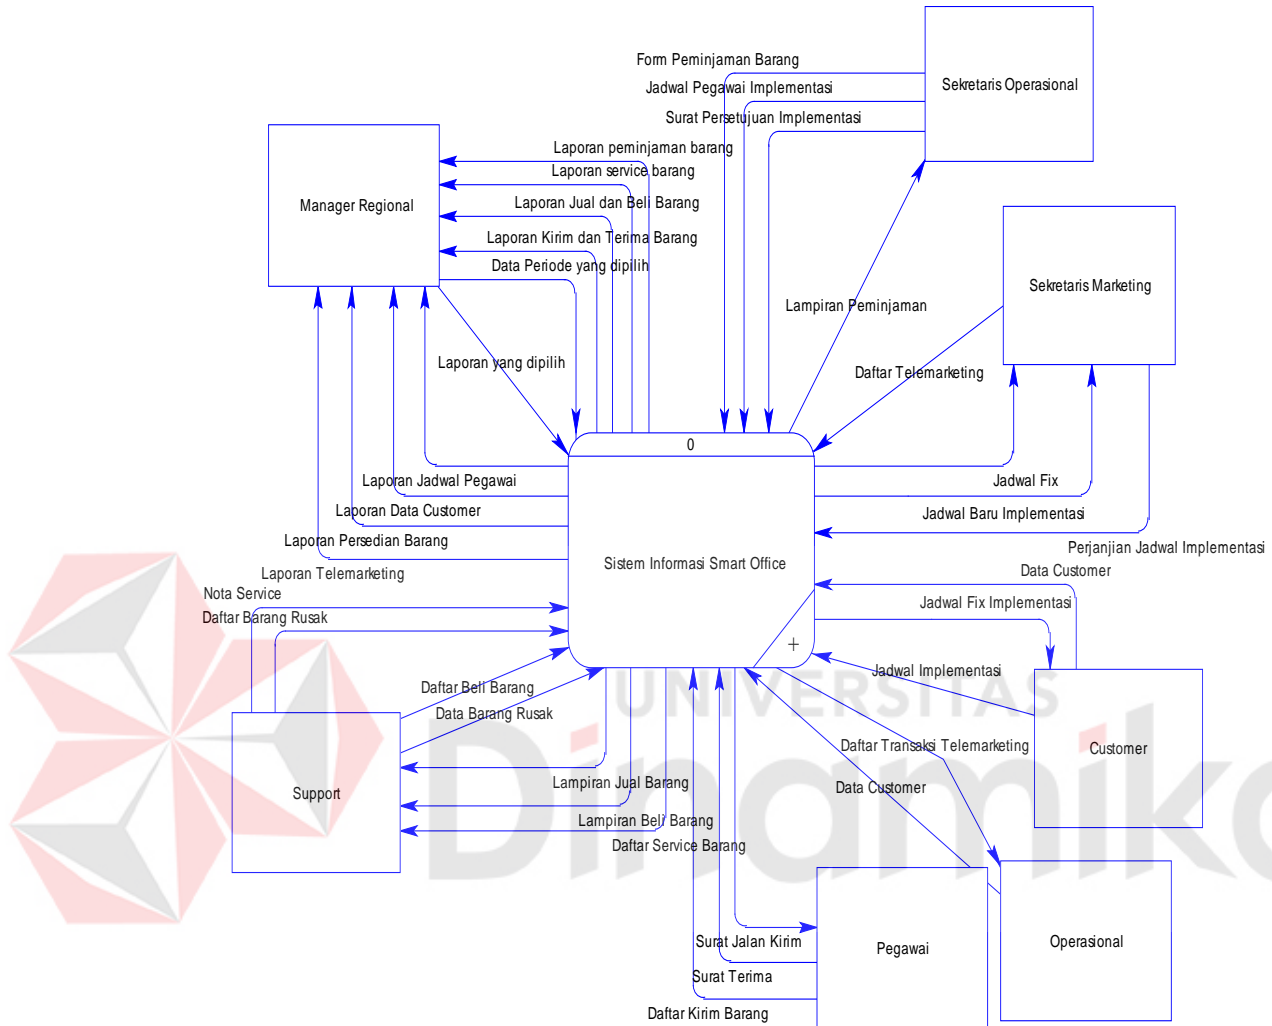 Form Peminjaman Barang
Jadwal Pegawai Implementasi
Surat Persetujuan Implementasi
Sekretaris Operasional
Laporan peminjaman barang
Laporan service barang
Laporan Jual dan Beli Barang
Laporan Kirim dan Terima Barang
Data Periode yang dipilih
Manager Regional
Sekretaris Marketing
Lampiran Peminjaman
Laporan yang dipilih
Daftar Telemarketing
0
Laporan Jadwal Pegawai
Jadwal Fix
Laporan Data Customer
Jadwal Baru Implementasi
Laporan Persedian Barang
Perjanjian Jadwal Implementasi
Sistem Informasi Smart Office
Laporan Telemarketing
Data Customer
Nota Service
Jadwal Fix Implementasi
Daftar Barang Rusak
+
Jadwal Implementasi
Daftar Beli Barang
Data Barang Rusak
UNIVERSITAS
Dinamika
Daftar Transaksi Telemarketing
Customer
Lampiran Jual Barang
Data Customer
Support
Lampiran Beli Barang
Daftar Service Barang
Surat Jalan Kirim
Pegawai
Operasional
Surat Terima
Daftar Kirim Barang